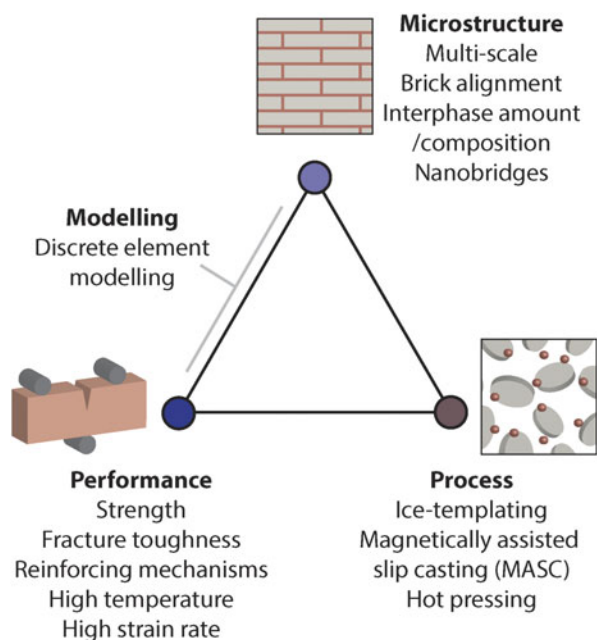 Microstructure
Multi-scale
Brick alignment
Interphase amount
/composition
Nanobridges
Modelling
Discrete element
modelling
Performance
Strength
Fracture toughness
Reinforcing mechanisms
High temperature
High strain rate
Process
Ice-templating
Magnetically assisted
slip casting (MASC)
Hot pressing